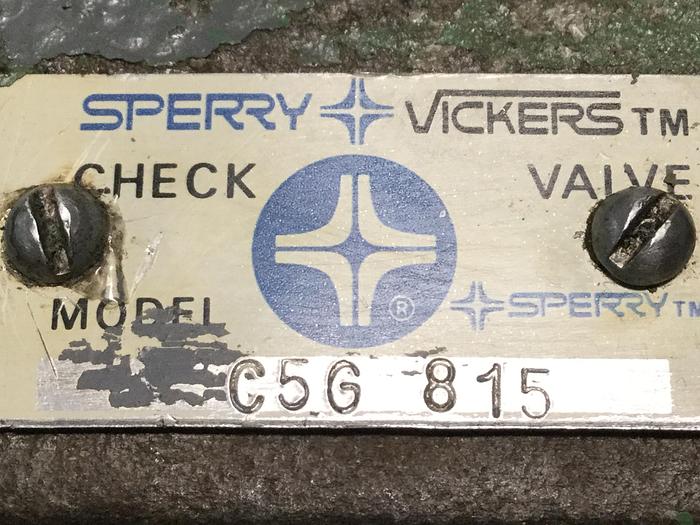 SPERRY VICKERS TM
CHECK VALVE
®
MODEL SPERRY TM
C5G 815